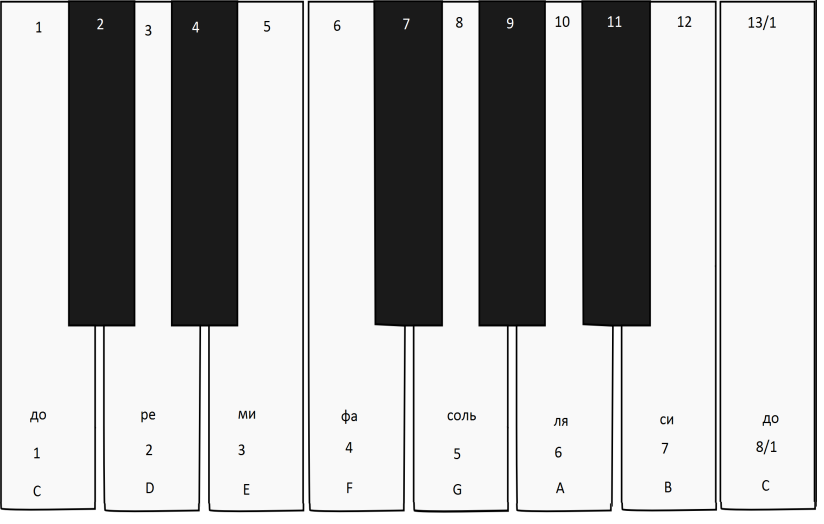 1 2 3 4 5 6 7 8 9 10 11 12 13/1
до ре ми фа соль ля си до
1 2 3 4 5 6 7 8/1
C D E F G A B C